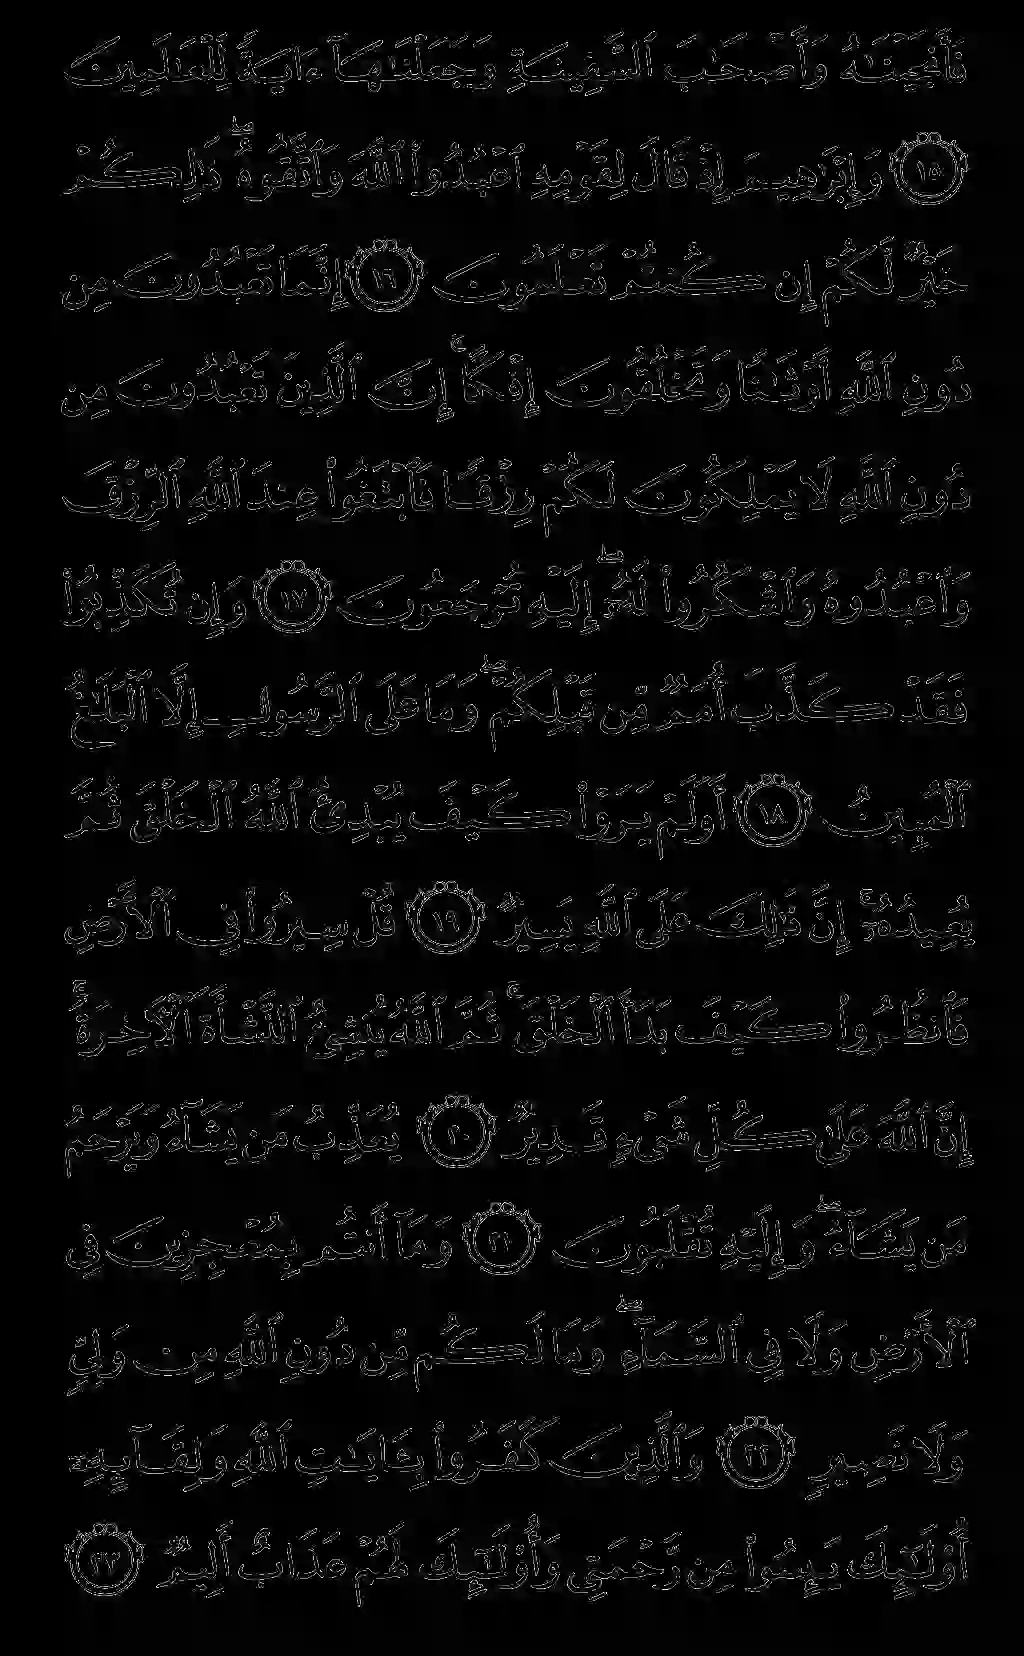 فَأَنجَيْنَٰهُ وَأَصْحَٰبَ ٱلسَّفِينَةِ وَجَعَلْنَٰهَآ ءَايَةً لِّلْعَٰلَمِينَ
١٥ وَإِبْرَٰهِيمَ إِذْ قَالَ لِقَوْمِهِ ٱعْبُدُوا۟ ٱللَّهَ وَٱتَّقُوهُ ۖ ذَٰلِكُمْ
خَيْرٌ لَّكُمْ إِن كُنتُمْ تَعْلَمُونَ ١٦ إِنَّمَا تَعْبُدُونَ مِن
دُونِ ٱللَّهِ أَوْثَٰنًا وَتَخْلُقُونَ إِفْكًا ۚ إِنَّ ٱلَّذِينَ تَعْبُدُونَ مِن
دُونِ ٱللَّهِ لَا يَمْلِكُونَ لَكُمْ رِزْقًا فَٱبْتَغُوا۟ عِندَ ٱللَّهِ ٱلرِّزْقَ
وَٱعْبُدُوهُ وَٱشْكُرُوا۟ لَهُۥٓ ۖ إِلَيْهِ تُرْجَعُونَ ١٧ وَإِن تُكَذِّبُوا۟
فَقَدْ كَذَّبَ أُمَمٌ مِّن قَبْلِكُمْ ۖ وَمَا عَلَى ٱلرَّسُولِ إِلَّا ٱلْبَلَٰغُ
ٱلْمُبِينُ ١٨ أَوَلَمْ يَرَوْا۟ كَيْفَ يُبْدِئُ ٱللَّهُ ٱلْخَلْقَ ثُمَّ
يُعِيدُهُۥٓ ۚ إِنَّ ذَٰلِكَ عَلَى ٱللَّهِ يَسِيرٌ ١٩ قُلْ سِيرُوا۟ فِى ٱلْأَرْضِ
فَٱنظُرُوا۟ كَيْفَ بَدَأَ ٱلْخَلْقَ ۚ ثُمَّ ٱللَّهُ يُنشِئُ ٱلنَّشْأَةَ ٱلْءَاخِرَةَ ۚ
إِنَّ ٱللَّهَ عَلَىٰ كُلِّ شَىْءٍ قَدِيرٌ ٢٠ يُعَذِّبُ مَن يَشَآءُ وَيَرْحَمُ
مَن يَشَآءُ ۖ وَإِلَيْهِ تُقْلَبُونَ ٢١ وَمَآ أَنتُم بِمُعْجِزِينَ فِى
ٱلْأَرْضِ وَلَا فِى ٱلسَّمَآءِ ۖ وَمَا لَكُم مِّن دُونِ ٱللَّهِ مِن وَلِىٍّ
وَلَا نَصِيرٍ ٢٢ وَٱلَّذِينَ كَفَرُوا۟ بِـَٔايَٰتِ ٱللَّهِ وَلِقَآئِهِۦٓ
أُو۟لَٰٓئِكَ يَئِسُوا۟ مِن رَّحْمَتِى وَأُو۟لَٰٓئِكَ لَهُمْ عَذَابٌ أَلِيمٌ ٢٣